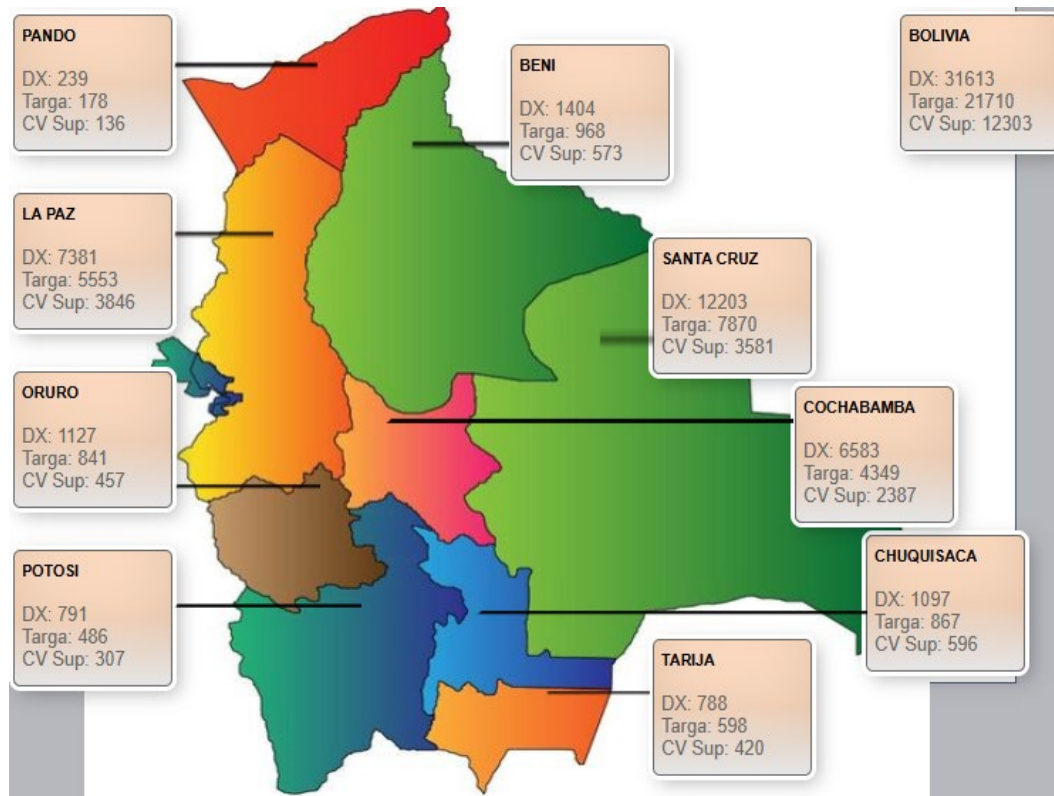 PANDO
DX: 239
Targa: 178
CV Sup: 136
BENI
DX: 1404
Targa: 968
CV Sup: 573
BOLIVIA
DX: 31613
Targa: 21710
CV Sup: 12303
LA PAZ
DX: 7381
Targa: 5553
CV Sup: 3846
SANTA CRUZ
DX: 12203
Targa: 7870
CV Sup: 3581
ORURO
DX: 1127
Targa: 841
CV Sup: 457
COCHABAMBA
DX: 6583
Targa: 4349
CV Sup: 2387
POTOSI
DX: 791
Targa: 486
CV Sup: 307
CHUQUISACA
DX: 1097
Targa: 867
CV Sup: 596
TARIJA
DX: 788
Targa: 598
CV Sup: 420